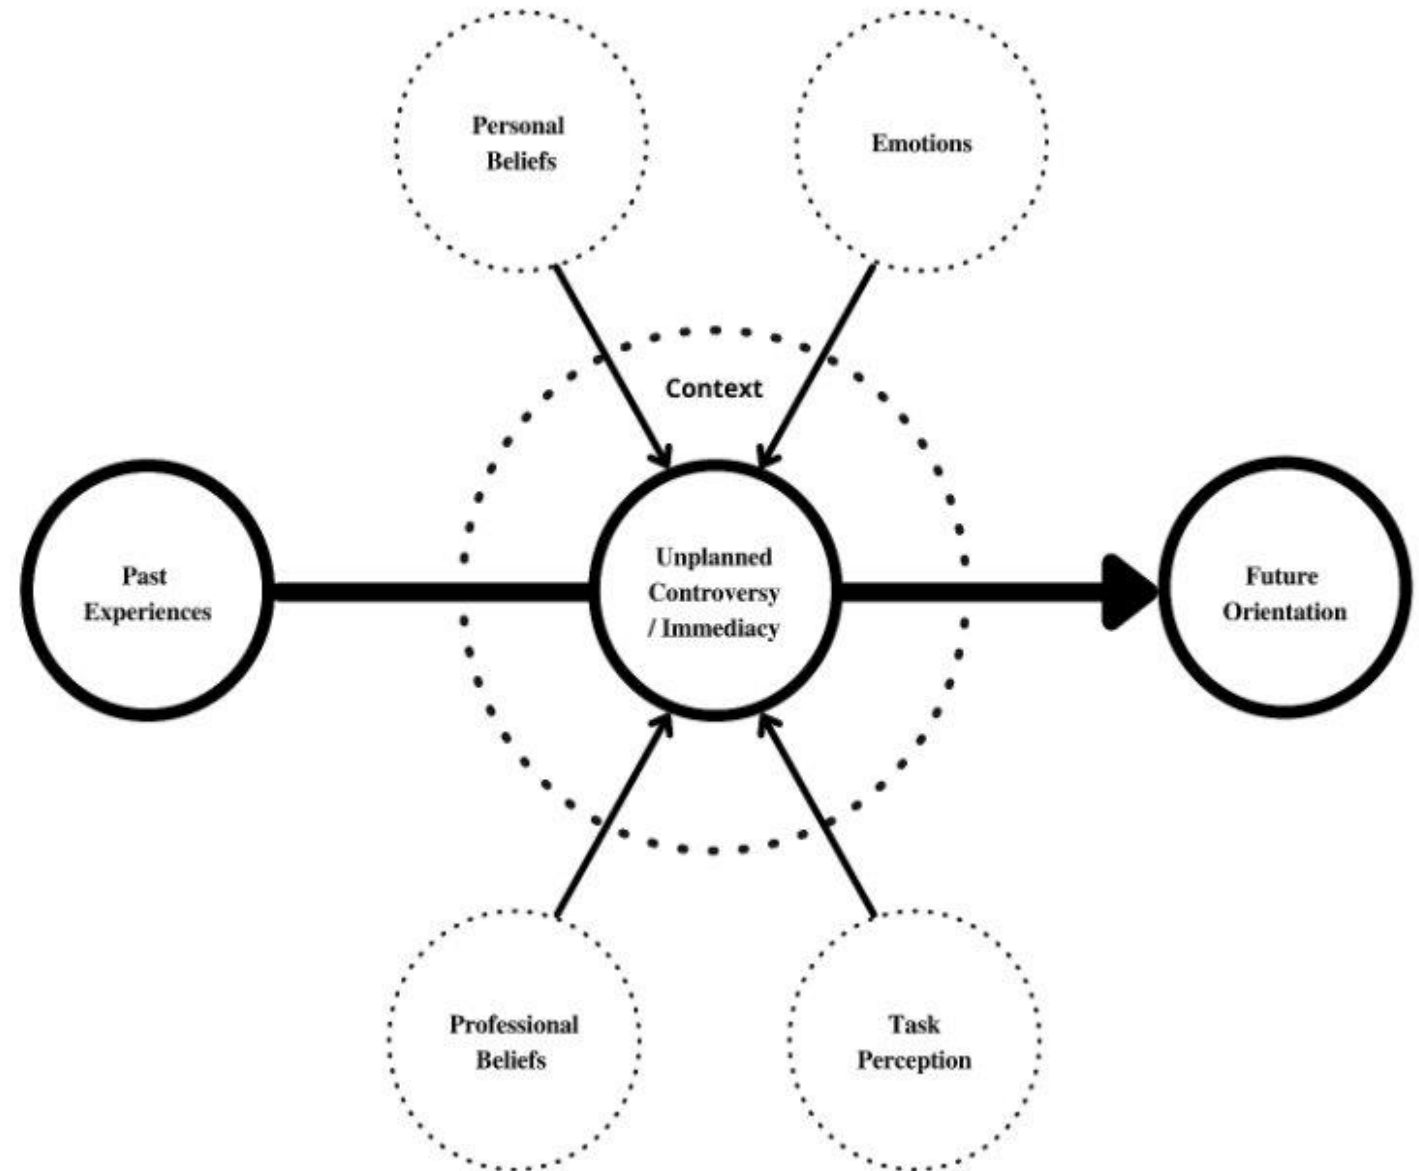 Personal
Beliefs
Emotions
Context
Past
Experiences
Unplanned
Controversy
/ Immediacy
Future
Orientation
Professional
Beliefs
Task
Perception